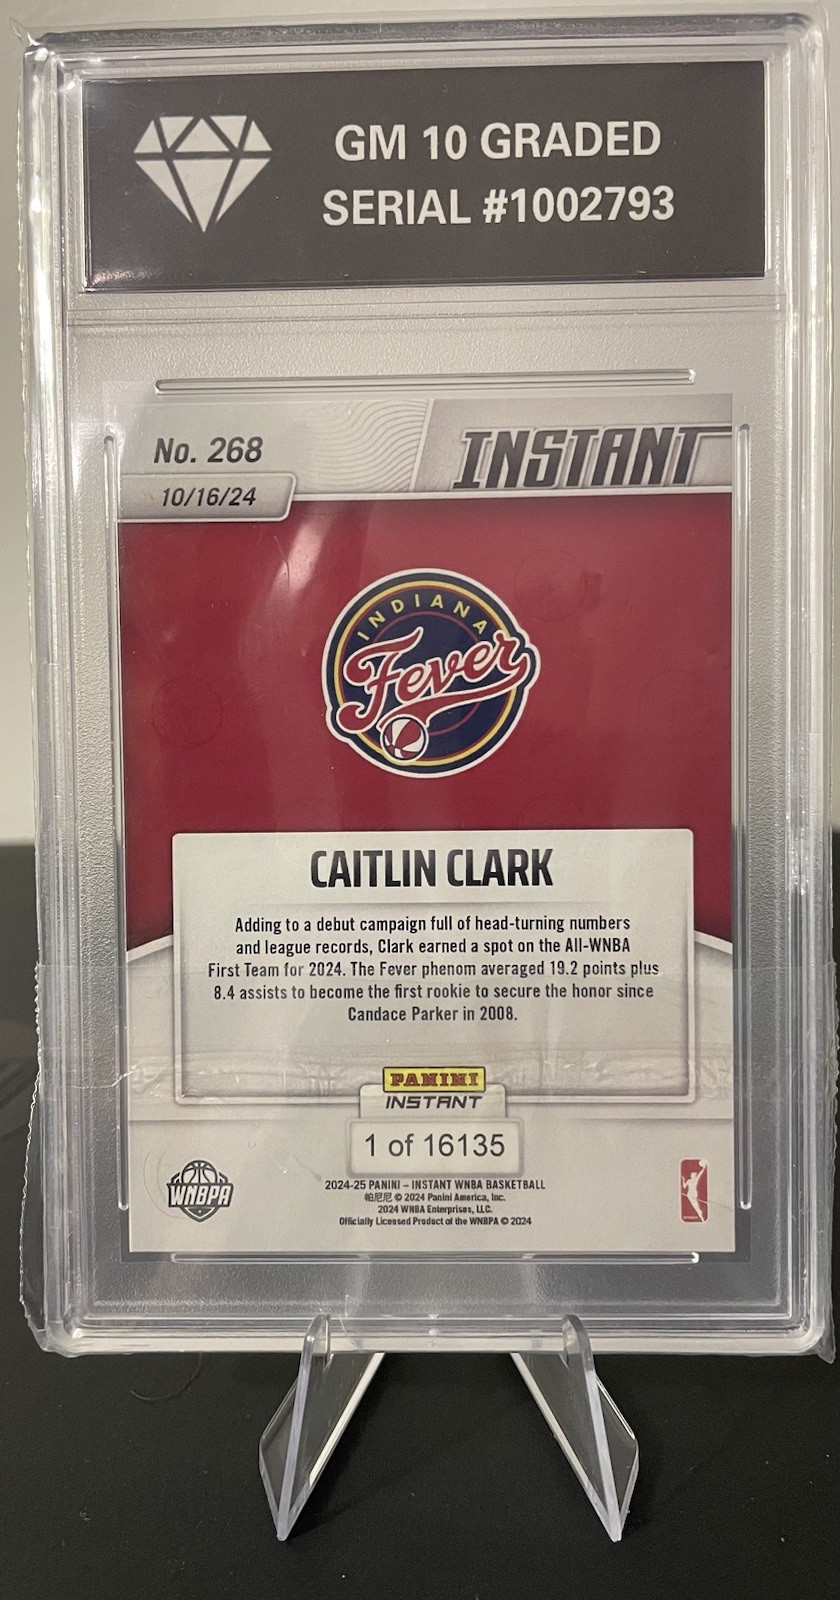 GM 10 GRADED
SERIAL #1002793
No. 268
INSTANT
10/16/24
INDIANA
Fever
CAITLIN CLARK
Adding to a debut campaign full of head-turning numbers
and league records, Clark earned a spot on the All-WNBA
First Team for 2024. The Fever phenom averaged 19.2 points plus
8.4 assists to become the first rookie to secure the honor since
Candace Parker in 2008.
PANINI
INSTANT
1 of 16135
WNBPA
2024-25 PANINI – INSTANT WNBA BASKETBALL
帕尼尼 © 2024 Panini America, Inc.
2024 WNBA Enterprises, LLC.
Officially Licensed Product of the WNBPA © 2024